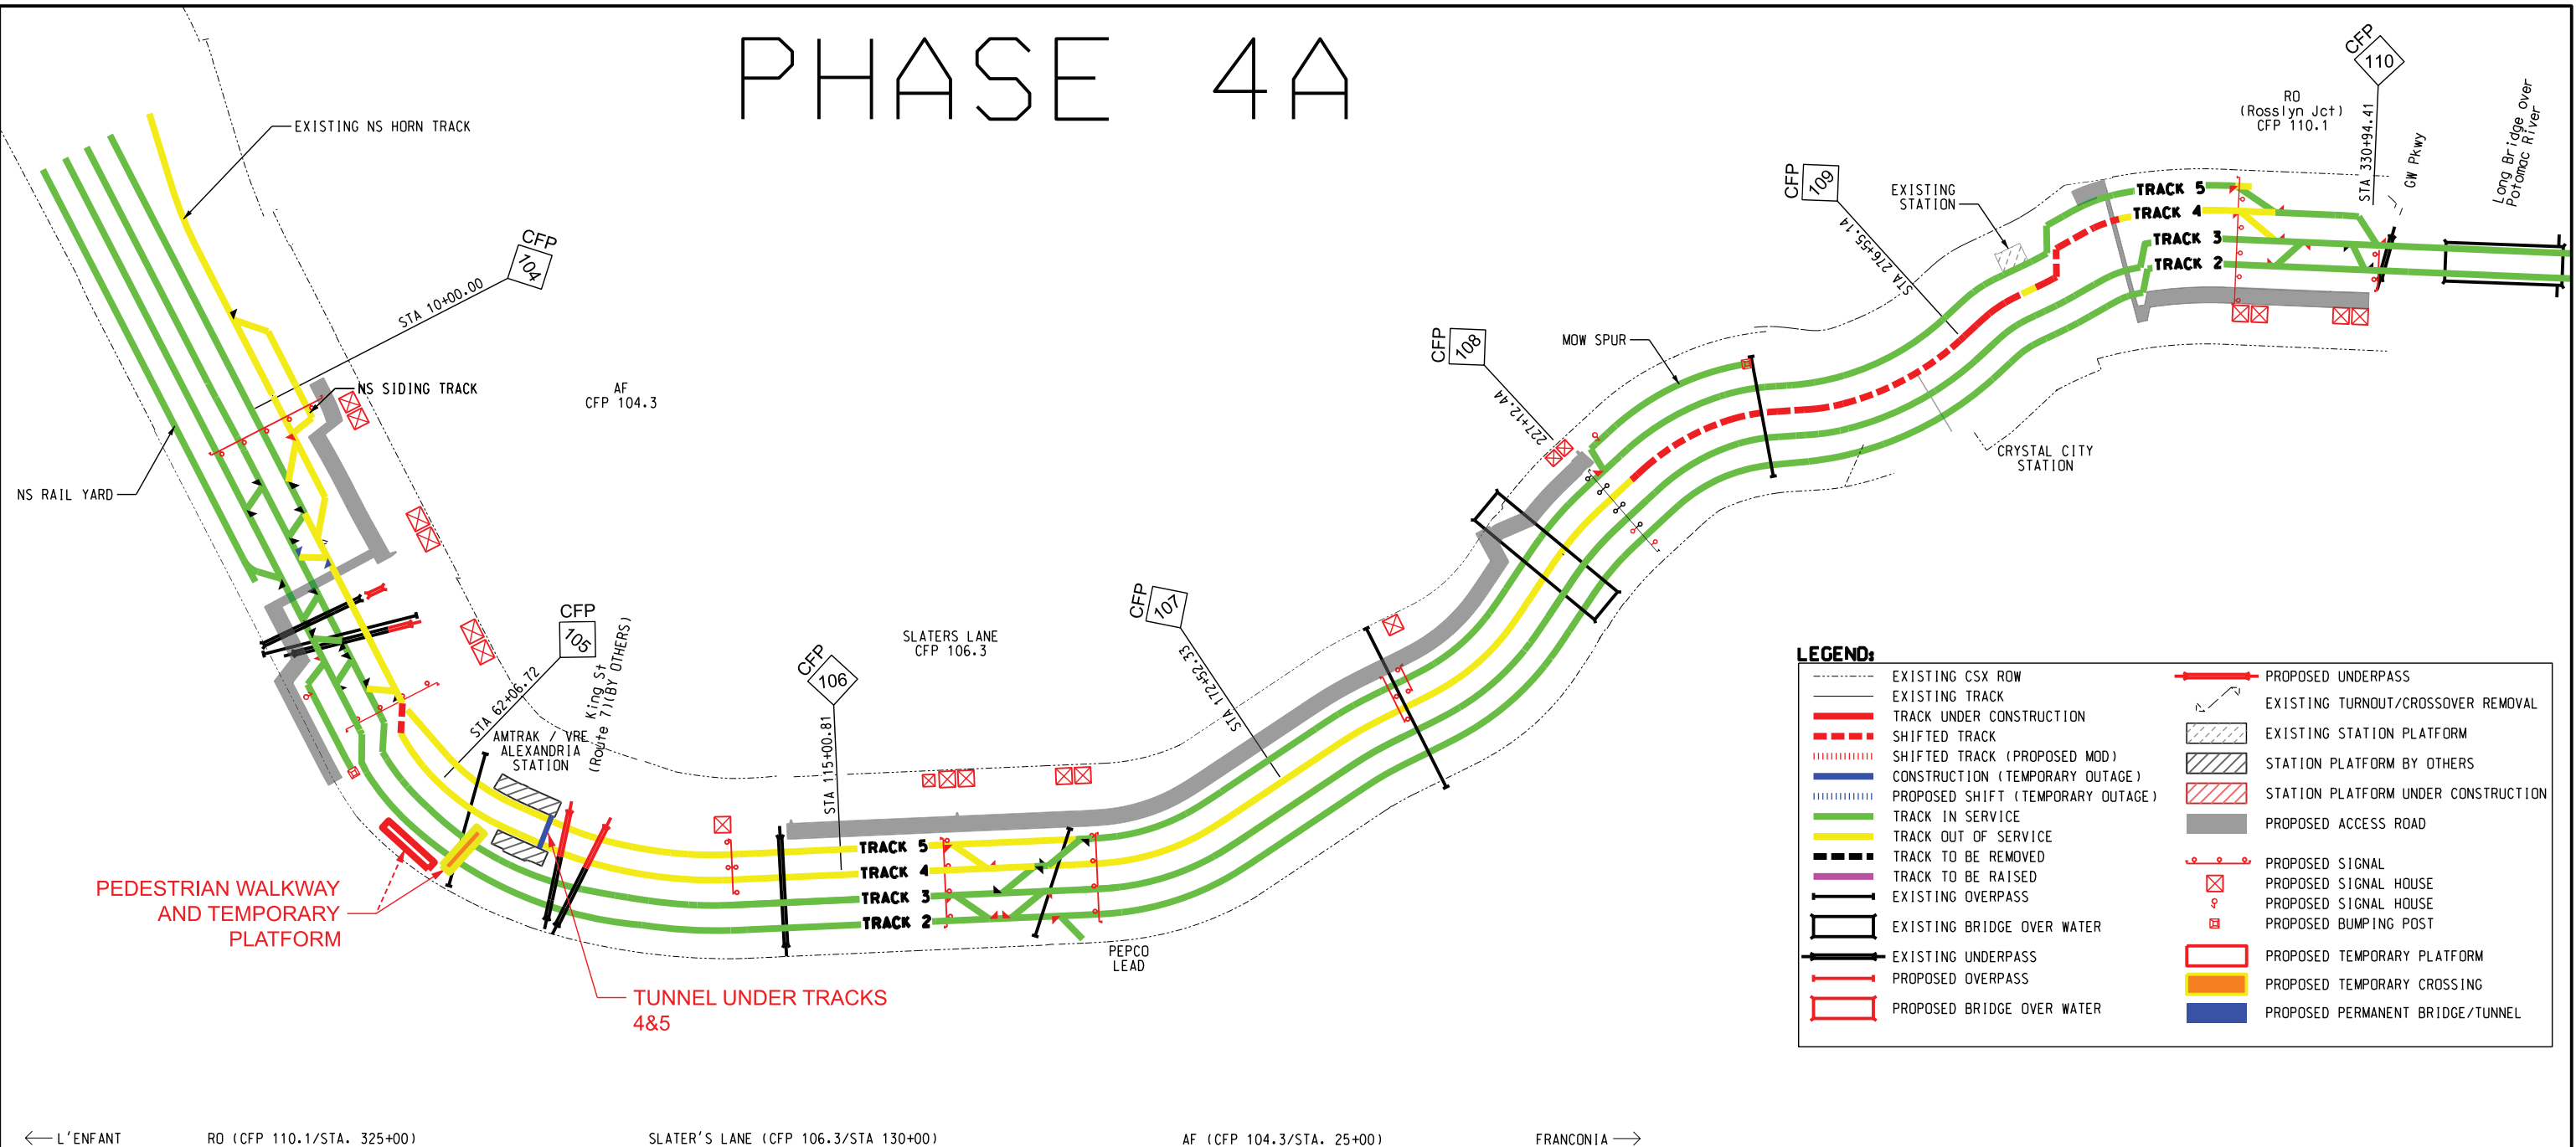 PHASE 4A
EXISTING NS HORN TRACK
CFP
104
STA 10+00.00
NS SIDING TRACK
AF
CFP 104.3
NS RAIL YARD
CFP
105
STA 62+06.72
King St
(Route 7)(BY OTHERS)
AMTRAK / VRE
ALEXANDRIA
STATION
PEDESTRIAN WALKWAY
AND TEMPORARY
PLATFORM
TUNNEL UNDER TRACKS
4&5
CFP
106
STA 115+00.81
SLATERS LANE
CFP 106.3
TRACK 5
TRACK 4
TRACK 3
TRACK 2
PEPCO
LEAD
CFP
107
STA 172+52.33
CFP
108
227+12.44
MOW SPUR
CFP
109
STA 276+55.14
EXISTING
STATION
CRYSTAL CITY
STATION
TRACK 5
TRACK 4
TRACK 3
TRACK 2
RO
(Rosslyn Jct)
CFP 110.1
CFP
110
STA 330+94.41
GW Pkwy
Long Bridge over
Potomac River
LEGEND:
EXISTING CSX ROW
EXISTING TRACK
TRACK UNDER CONSTRUCTION
SHIFTED TRACK
SHIFTED TRACK (PROPOSED MOD)
CONSTRUCTION (TEMPORARY OUTAGE)
PROPOSED SHIFT (TEMPORARY OUTAGE)
TRACK IN SERVICE
TRACK OUT OF SERVICE
TRACK TO BE REMOVED
TRACK TO BE RAISED
EXISTING OVERPASS
EXISTING BRIDGE OVER WATER
EXISTING UNDERPASS
PROPOSED OVERPASS
PROPOSED BRIDGE OVER WATER
PROPOSED UNDERPASS
EXISTING TURNOUT/CROSSOVER REMOVAL
EXISTING STATION PLATFORM
STATION PLATFORM BY OTHERS
STATION PLATFORM UNDER CONSTRUCTION
PROPOSED ACCESS ROAD
PROPOSED SIGNAL
PROPOSED SIGNAL HOUSE
PROPOSED SIGNAL HOUSE
PROPOSED BUMPING POST
PROPOSED TEMPORARY PLATFORM
PROPOSED TEMPORARY CROSSING
PROPOSED PERMANENT BRIDGE/TUNNEL
L'ENFANT
RO (CFP 110.1/STA. 325+00)
SLATER'S LANE (CFP 106.3/STA 130+00)
AF (CFP 104.3/STA. 25+00)
FRANCONIA